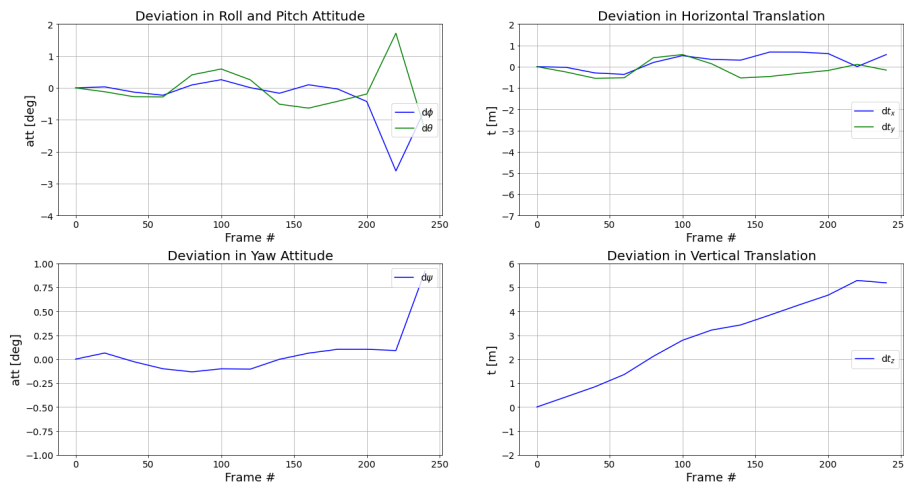 Deviation in Roll and Pitch Attitude
att [deg]
2
1
0
−1
−2
−3
−4
dϕ
dθ
0 50 100 150 200 250
Frame #
Deviation in Horizontal Translation
t [m]
2
1
0
−1
−2
−3
−4
−5
−6
−7
dtₓ
dt_y
0 50 100 150 200 250
Frame #
Deviation in Yaw Attitude
att [deg]
1.00
0.75
0.50
0.25
0.00
−0.25
−0.50
−0.75
−1.00
dψ
0 50 100 150 200 250
Frame #
Deviation in Vertical Translation
t [m]
6
5
4
3
2
1
0
−1
−2
dt_z
0 50 100 150 200
Frame #